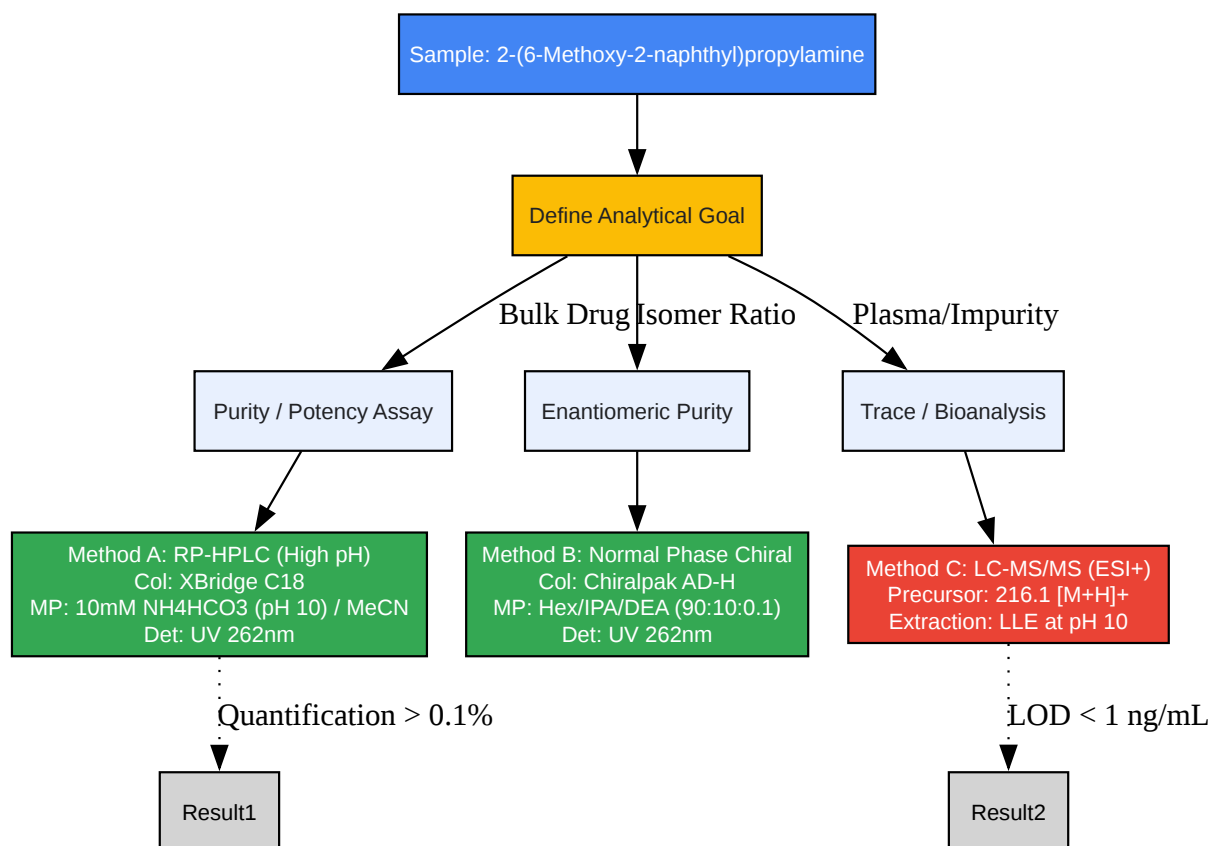 Sample: 2-(6-Methoxy-2-naphthyl)propylamine
Define Analytical Goal
Bulk Drug
Isomer Ratio
Plasma/Impurity
Purity / Potency Assay
Enantiomeric Purity
Trace / Bioanalysis
Method A: RP-HPLC (High pH)
Col: XBridge C18
MP: 10mM NH4HCO3 (pH 10) / MeCN
Det: UV 262nm
Method B: Normal Phase Chiral
Col: Chiralpak AD-H
MP: Hex/IPA/DEA (90:10:0.1)
Det: UV 262nm
Method C: LC-MS/MS (ESI+)
Precursor: 216.1 [M+H]+
Extraction: LLE at pH 10
Quantification > 0.1%
LOD < 1 ng/mL
Result1
Result2